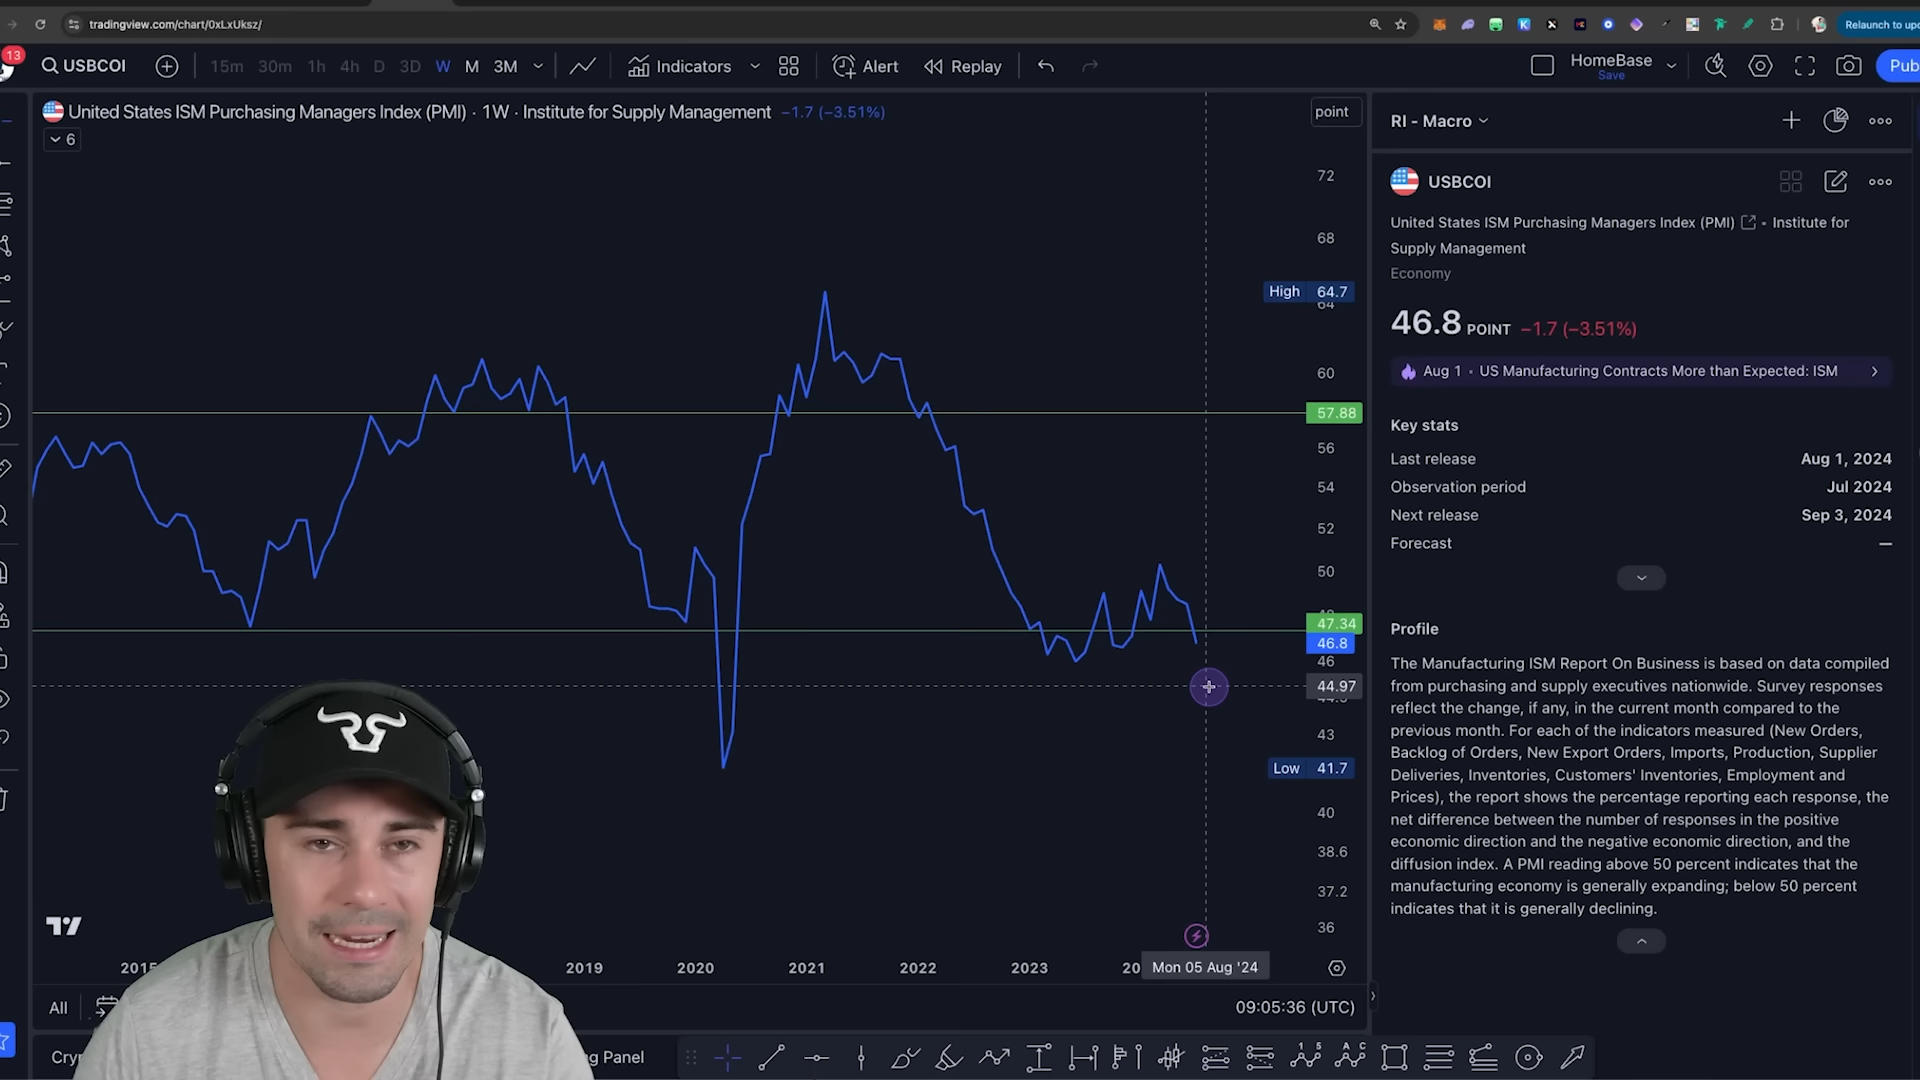 tradingview.com/chart/0xLxUksz/
Relaunch to up
13
USBCOI
15m 30m 1h 4h D 3D W M 3M
Indicators
Alert
Replay
HomeBase
Save
Pub
United States ISM Purchasing Managers Index (PMI) · 1W · Institute for Supply Management −1.7 (−3.51%)
6
point
72
68
High 64.7
64
60
57.88
56
54
52
50
48
47.34
46.8
46
44.97
43
Low 41.7
40
38.6
37.2
36
2015
2019
2020
2021
2022
2023
20
Mon 05 Aug '24
All
09:05:36 (UTC)
Cry
g Panel
RI - Macro
USBCOI
United States ISM Purchasing Managers Index (PMI) • Institute for
Supply Management
Economy
46.8 POINT −1.7 (−3.51%)
Aug 1 • US Manufacturing Contracts More than Expected: ISM
Key stats
Last release Aug 1, 2024
Observation period Jul 2024
Next release Sep 3, 2024
Forecast —
Profile
The Manufacturing ISM Report On Business is based on data compiled
from purchasing and supply executives nationwide. Survey responses
reflect the change, if any, in the current month compared to the
previous month. For each of the indicators measured (New Orders,
Backlog of Orders, New Export Orders, Imports, Production, Supplier
Deliveries, Inventories, Customers' Inventories, Employment and
Prices), the report shows the percentage reporting each response, the
net difference between the number of responses in the positive
economic direction and the negative economic direction, and the
diffusion index. A PMI reading above 50 percent indicates that the
manufacturing economy is generally expanding; below 50 percent
indicates that it is generally declining.